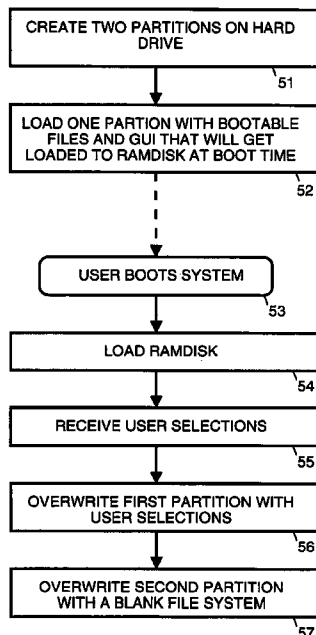 CREATE TWO PARTITIONS ON HARD
DRIVE
51
LOAD ONE PARTION WITH BOOTABLE
FILES AND GUI THAT WILL GET
LOADED TO RAMDISK AT BOOT TIME
52
USER BOOTS SYSTEM
53
LOAD RAMDISK
54
RECEIVE USER SELECTIONS
55
OVERWRITE FIRST PARTITION WITH
USER SELECTIONS
56
OVERWRITE SECOND PARTITION
WITH A BLANK FILE SYSTEM
57